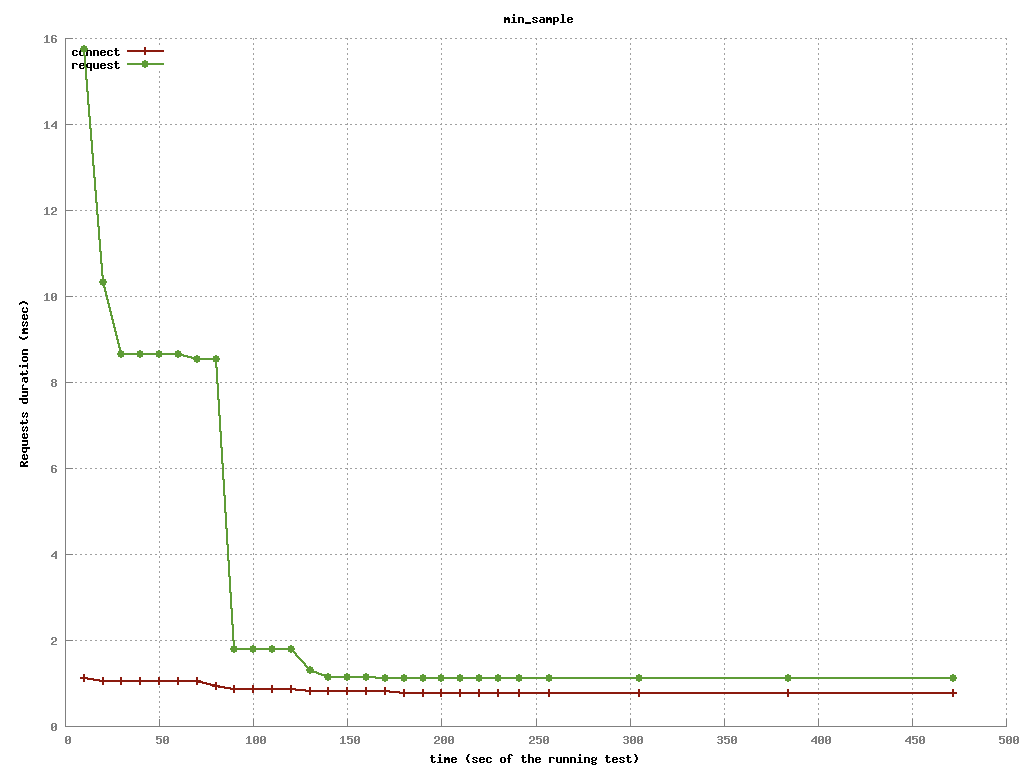 min_sample
connect
request
16
14
12
10
8
6
4
2
0
Requests duration (msec)
0 50 100 150 200 250 300 350 400 450 500
time (sec of the running test)